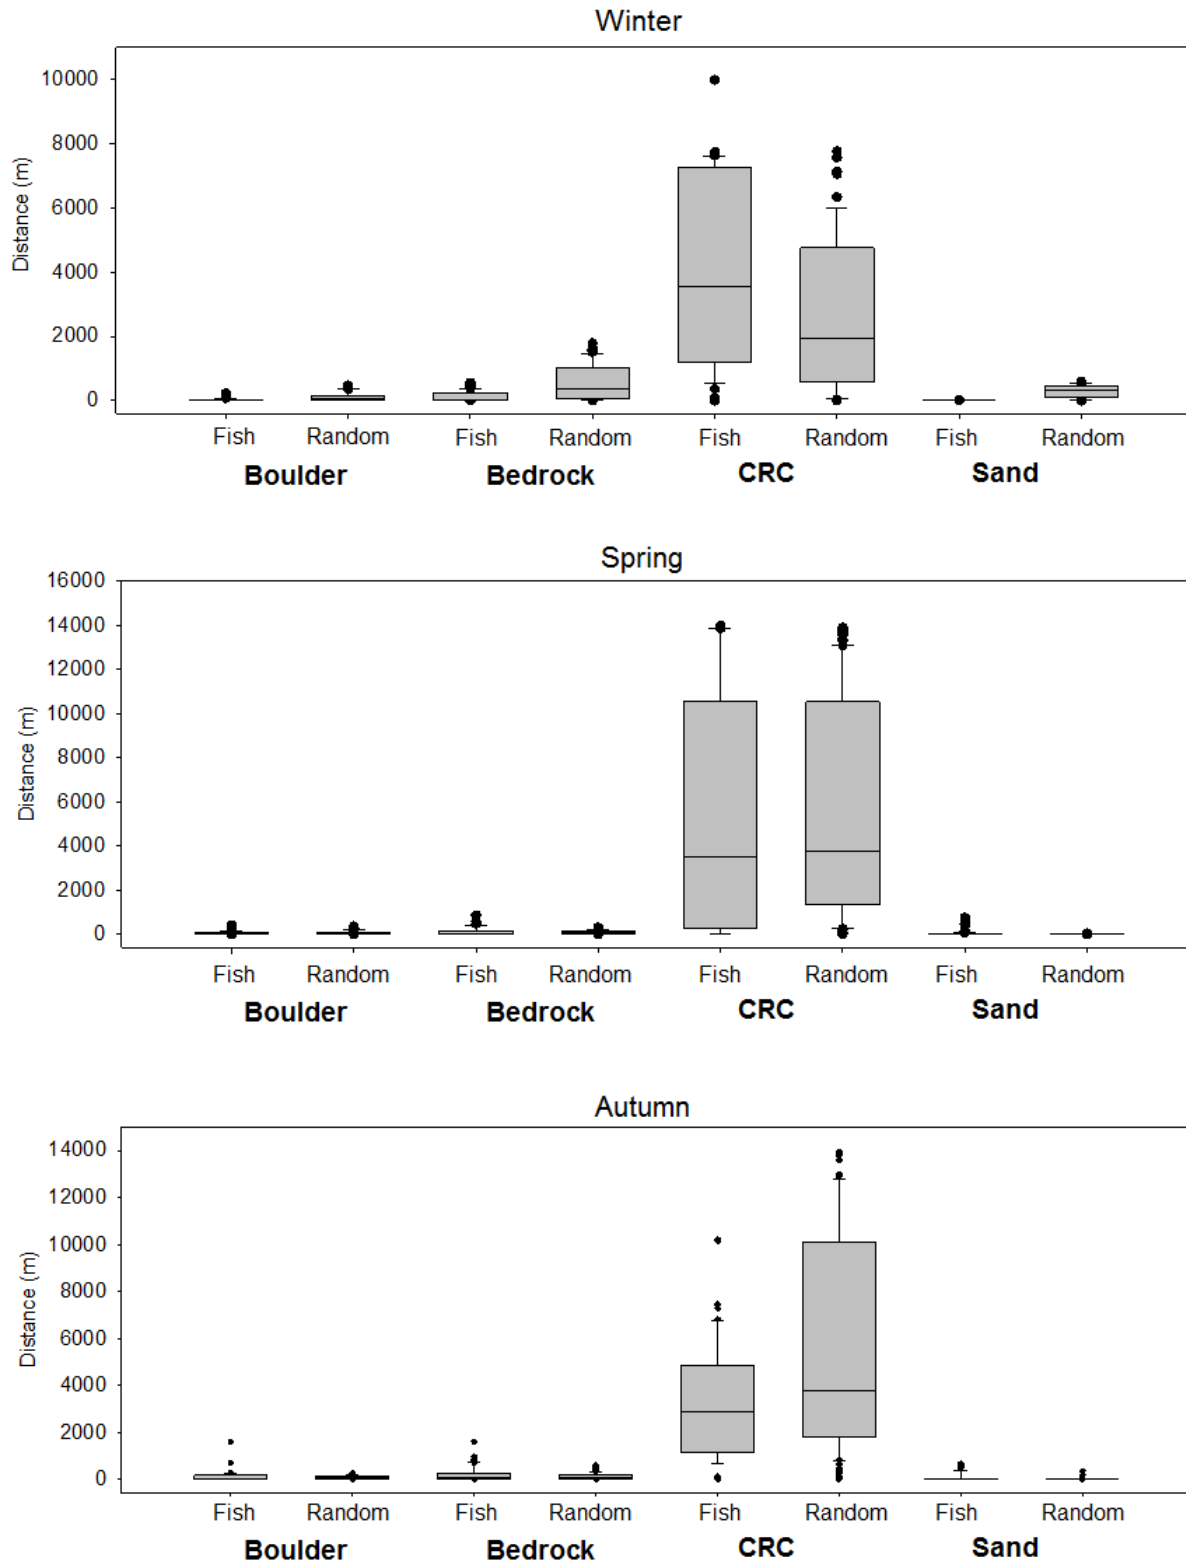 Winter
10000
8000
6000
4000
2000
0
Distance (m)
Fish Random Fish Random Fish Random Fish Random
Boulder Bedrock CRC Sand
Spring
16000
14000
12000
10000
8000
6000
4000
2000
0
Distance (m)
Fish Random Fish Random Fish Random Fish Random
Boulder Bedrock CRC Sand
Autumn
14000
12000
10000
8000
6000
4000
2000
0
Distance (m)
Fish Random Fish Random Fish Random Fish Random
Boulder Bedrock CRC Sand